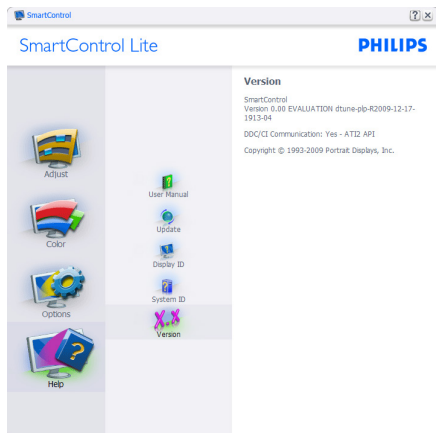 SmartControl
SmartControl Lite
PHILIPS
Adjust
Color
Options
Help
User Manual
Update
Display ID
System ID
X.X
Version
Version
SmartControl
Version 0.00 EVALUATION dtune-plp-R2009-12-17-
1913-04
DDC/CI Communication: Yes - ATI2 API
Copyright © 1993-2009 Portrait Displays, Inc.